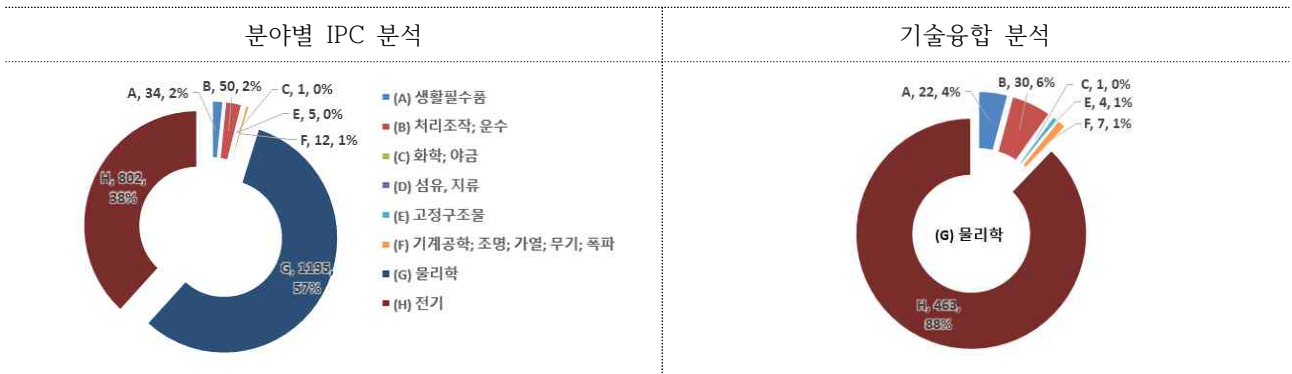 분야별 IPC 분석
A, 34, 2%
B, 50, 2%
C, 1, 0%
E, 5, 0%
F, 12, 1%
H, 802,
38%
G, 1195,
57%
(A) 생활필수품
(B) 처리조작; 운수
(C) 화학; 야금
(D) 섬유, 지류
(E) 고정구조물
(F) 기계공학; 조명; 가열; 무기; 폭파
(G) 물리학
(H) 전기
기술융합 분석
A, 22, 4%
B, 30, 6%
C, 1, 0%
E, 4, 1%
F, 7, 1%
(G) 물리학
H, 463,
88%